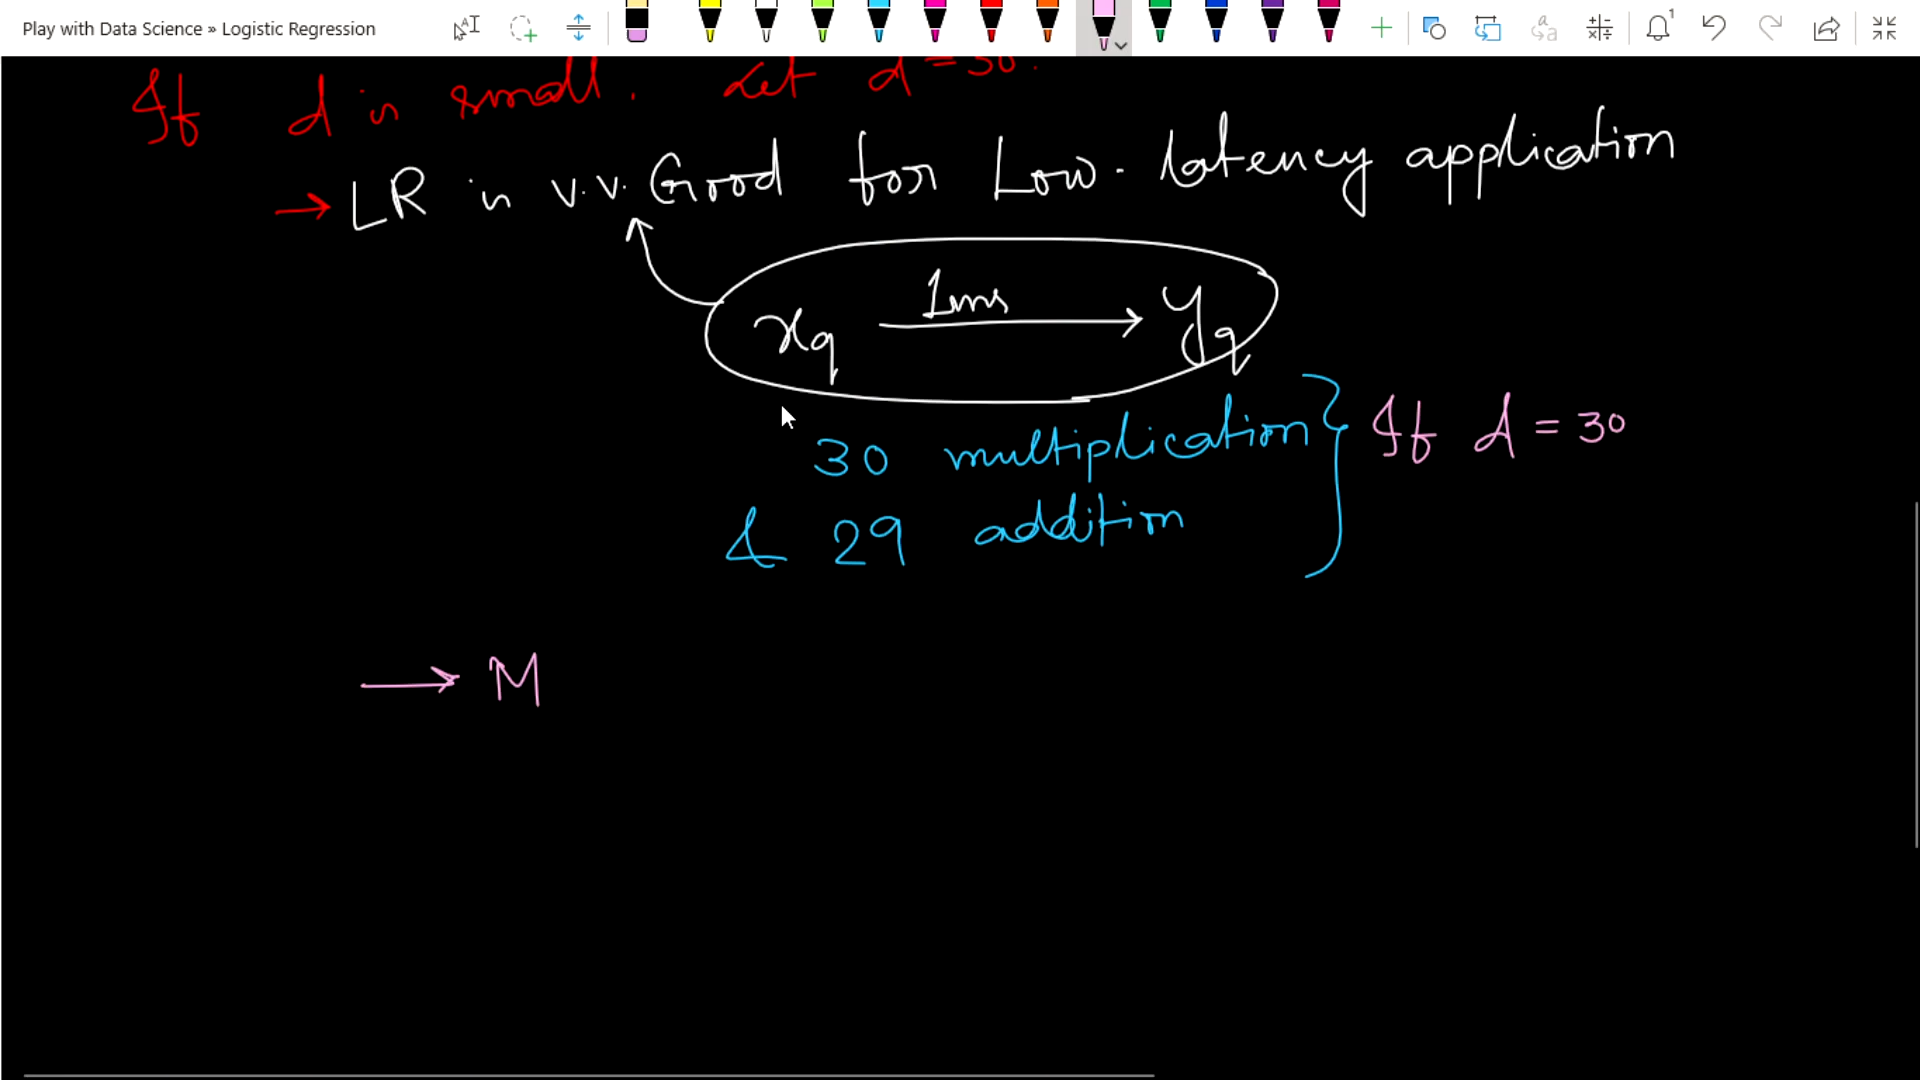 Play with Data Science » Logistic Regression
If d is small. Let d = 30.
→ LR is v.v. Good for Low-latency application
xq 1ms → yq
30 multiplication } If d = 30
& 29 addition
→ M